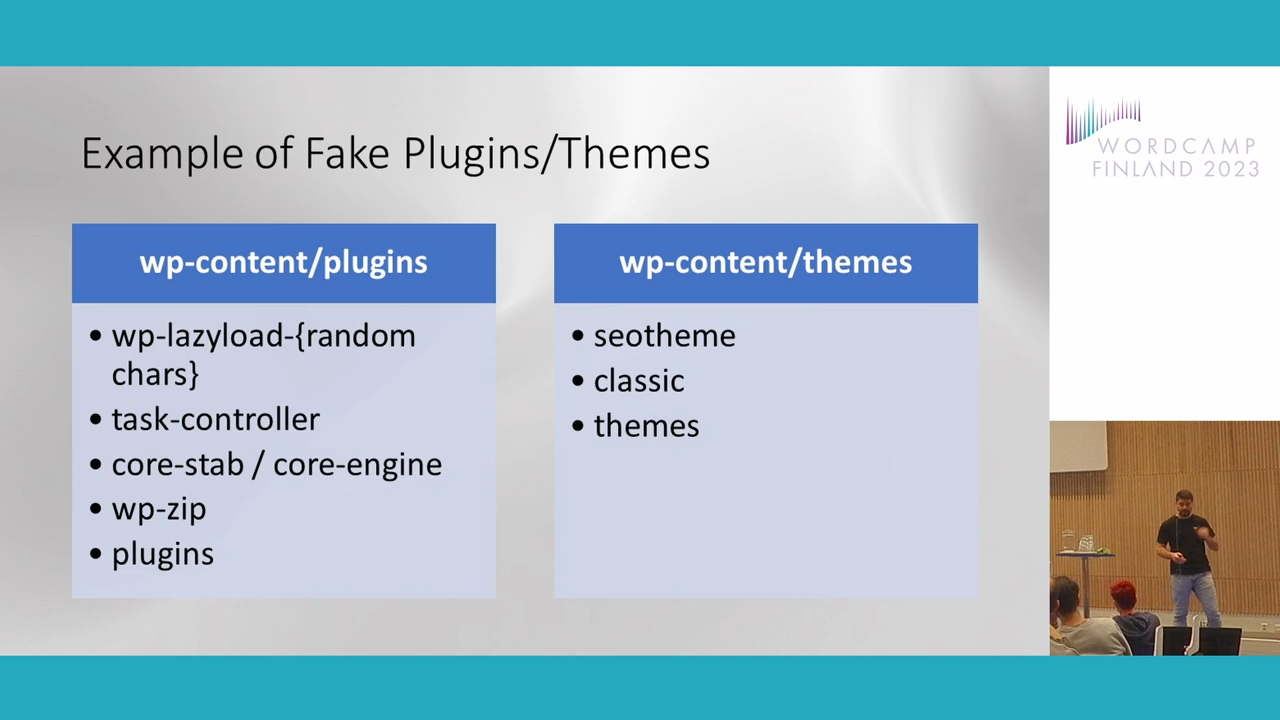 Example of Fake Plugins/Themes
wp-content/plugins
• wp-lazyload-{random
chars}
• task-controller
• core-stab / core-engine
• wp-zip
• plugins
wp-content/themes
• seotheme
• classic
• themes
WORDCAMP
FINLAND 2023